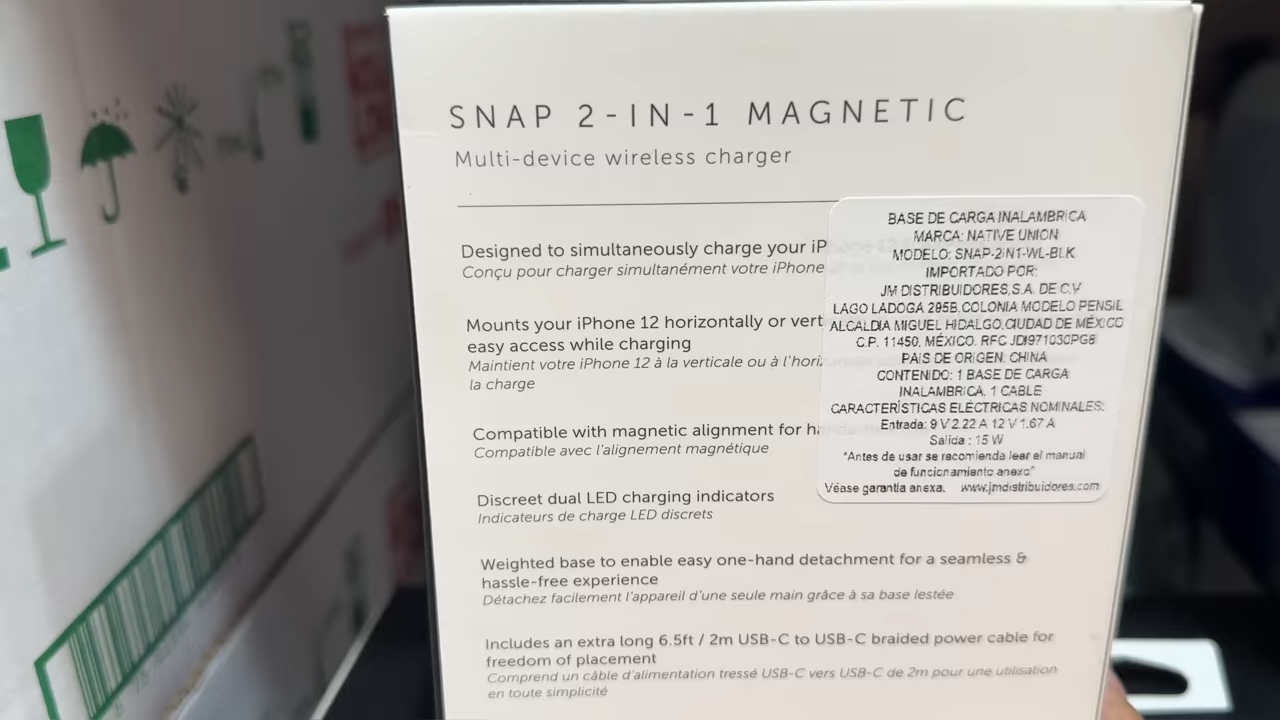 SNAP 2-IN-1 MAGNETIC
Multi-device wireless charger
Designed to simultaneously charge your iP
Conçu pour charger simultanément votre iPhone
Mounts your iPhone 12 horizontally or vert
easy access while charging
Maintient votre iPhone 12 à la verticale ou à l'hori
la charge
Compatible with magnetic alignment for h
Compatible avec l'alignement magnétique
Discreet dual LED charging indicators
Indicateurs de charge LED discrets
Weighted base to enable easy one-hand detachment for a seamless &
hassle-free experience
Détachez facilement l'appareil d'une seule main grâce à sa base lestée
Includes an extra long 6.5ft / 2m USB-C to USB-C braided power cable for
freedom of placement
Comprend un câble d'alimentation tressé USB-C vers USB-C de 2m pour une utilisation
en toute simplicité
BASE DE CARGA INALAMBRICA
MARCA: NATIVE UNION
MODELO: SNAP-2IN1-WL-BLK
IMPORTADO POR:
JM DISTRIBUIDORES,S.A. DE C.V
LAGO LADOGA 295B,COLONIA MODELO PENSIL
ALCALDIA MIGUEL HIDALGO,CIUDAD DE MÉXICO
C.P. 11450, MÉXICO. RFC JDI971030PG8
PAIS DE ORIGEN: CHINA
CONTENIDO: 1 BASE DE CARGA
INALAMBRICA, 1 CABLE
CARACTERÍSTICAS ELÉCTRICAS NOMINALES:
Entrada: 9 V 2.22 A 12 V 1.67 A
Salida : 15 W
"Antes de usar se recomienda leer el manual
de funcionamiento anexo"
Véase garantía anexa. www.jmdistribuidores.com